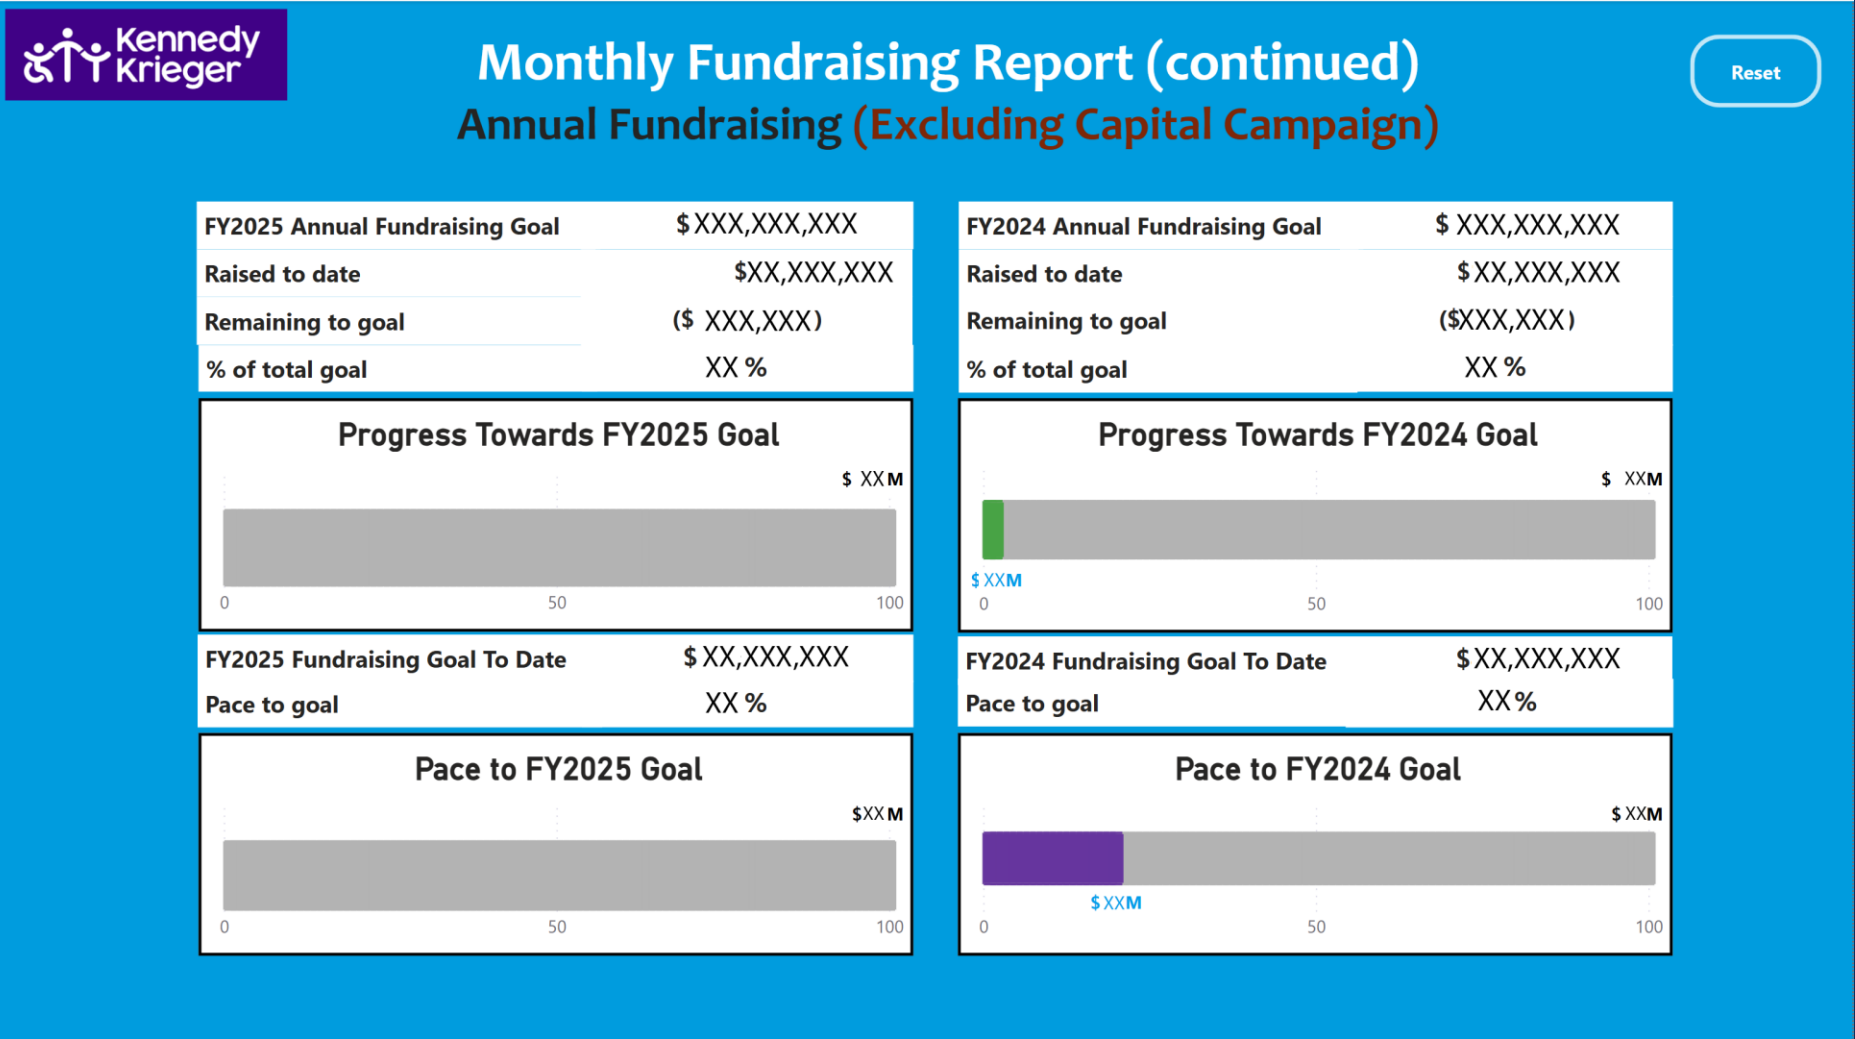 Kennedy
Krieger
Monthly Fundraising Report (continued)
Reset
Annual Fundraising (Excluding Capital Campaign)
FY2025 Annual Fundraising Goal $XXX,XXX,XXX
Raised to date $XX,XXX,XXX
Remaining to goal ($ XXX,XXX)
% of total goal XX %
Progress Towards FY2025 Goal
$ XXM
0 50 100
FY2025 Fundraising Goal To Date $ XX,XXX,XXX
Pace to goal XX %
Pace to FY2025 Goal
$XXM
0 50 100
FY2024 Annual Fundraising Goal $ XXX,XXX,XXX
Raised to date $XX,XXX,XXX
Remaining to goal ($XXX,XXX)
% of total goal XX %
Progress Towards FY2024 Goal
$ XXM
$XXM
0 50 100
FY2024 Fundraising Goal To Date $XX,XXX,XXX
Pace to goal XX%
Pace to FY2024 Goal
$ XXM
$XXM
0 50 100